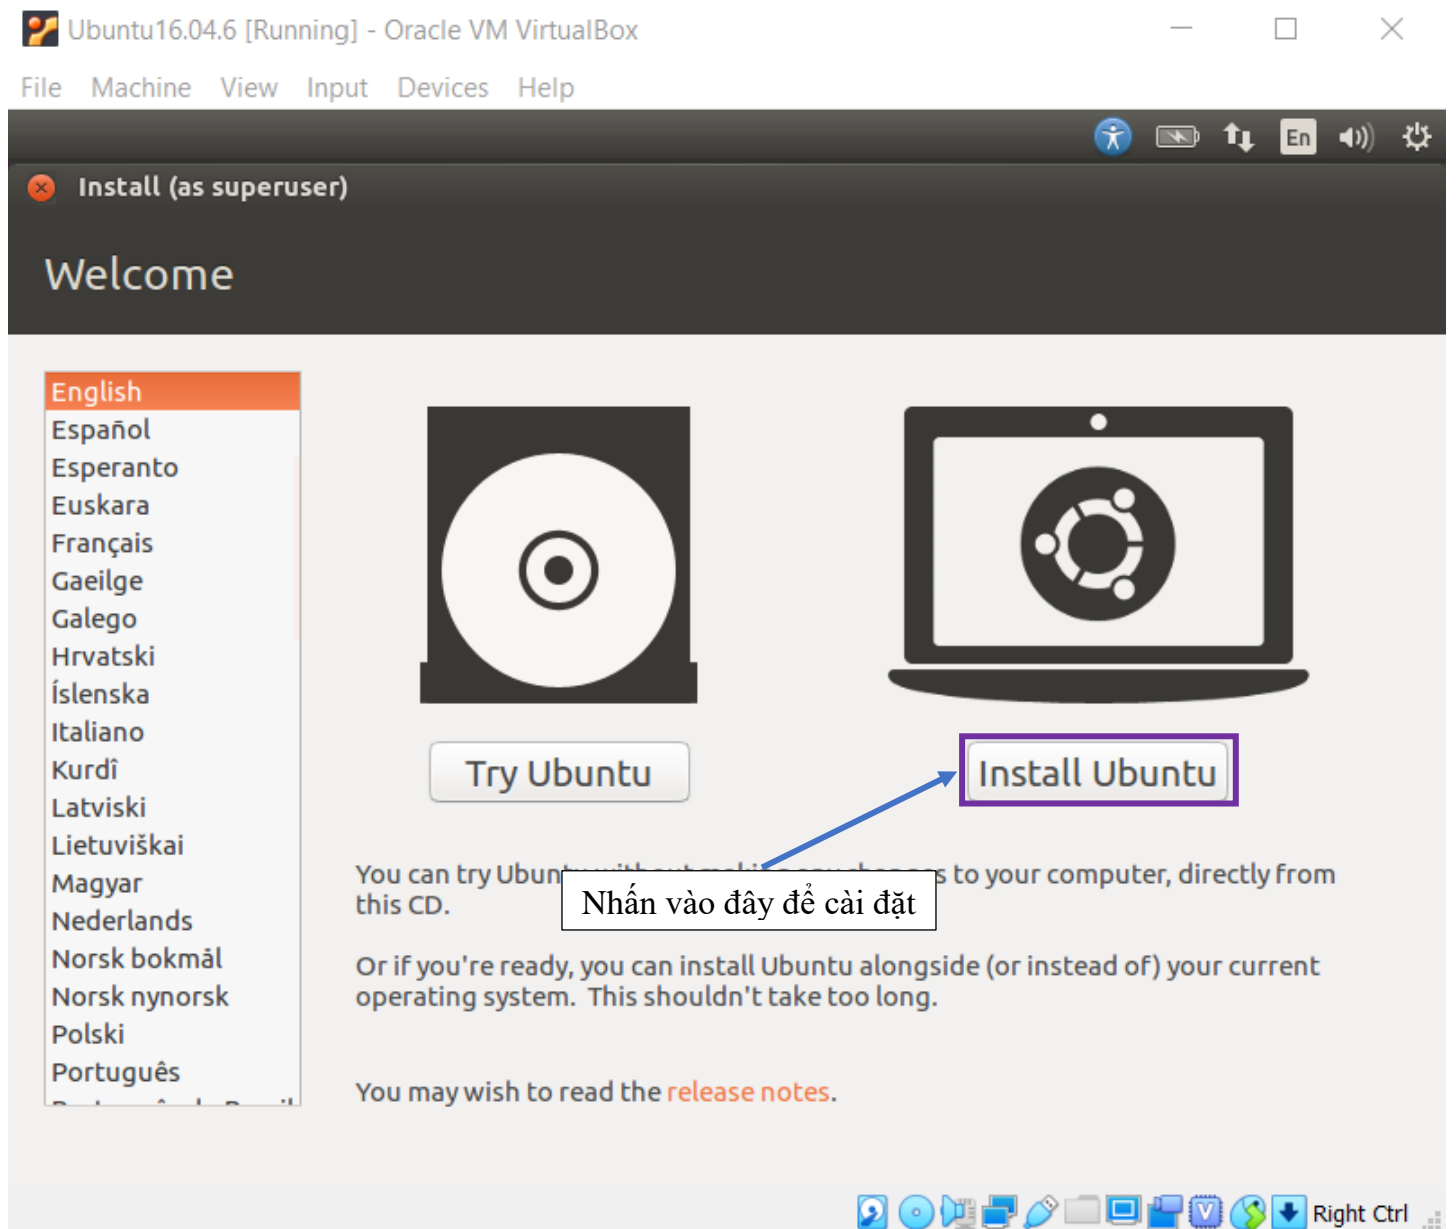 Ubuntu16.04.6 [Running] - Oracle VM VirtualBox
File Machine View Input Devices Help
En
Install (as superuser)
Welcome
English
Español
Esperanto
Euskara
Français
Gaeilge
Galego
Hrvatski
Íslenska
Italiano
Kurdî
Latviski
Lietuviškai
Magyar
Nederlands
Norsk bokmål
Norsk nynorsk
Polski
Português
Try Ubuntu
Install Ubuntu
You can try to your computer, directly from
this CD.
Nhấn vào đây để cài đặt
Or if you're ready, you can install Ubuntu alongside (or instead of) your current
operating system. This shouldn't take too long.
You may wish to read the release notes.
V
Right Ctrl